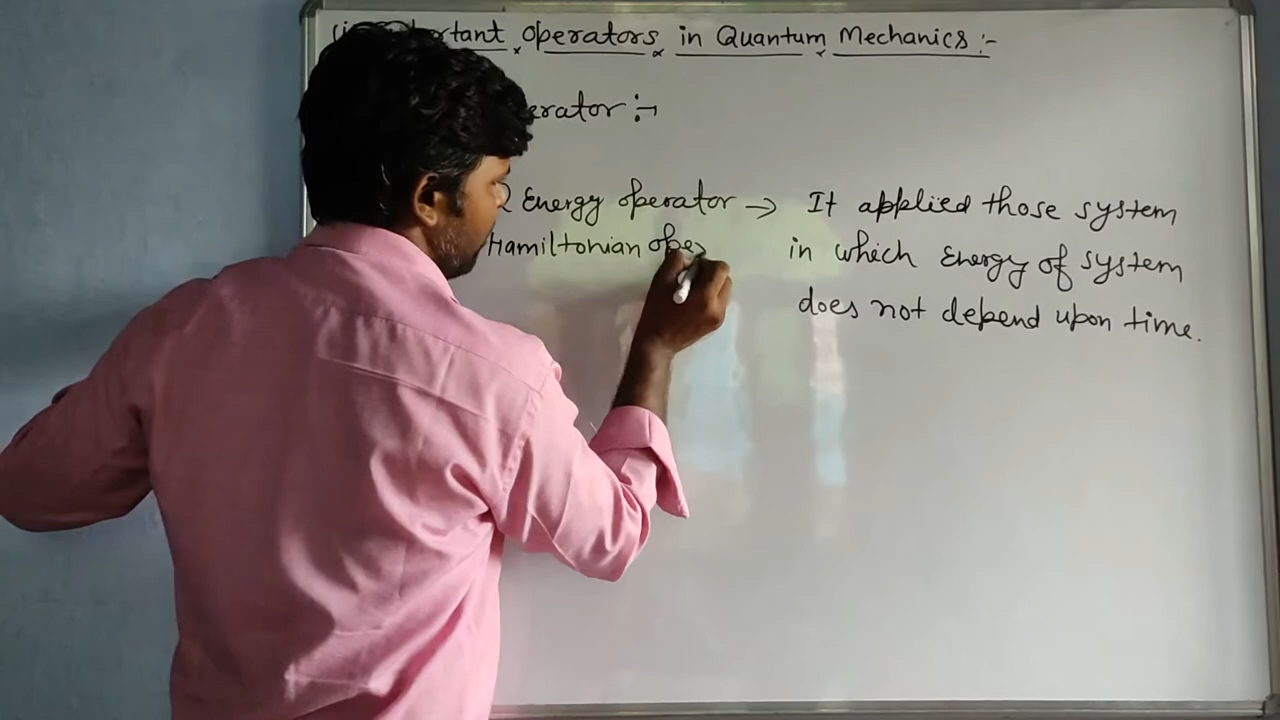 operators in Quantum Mechanics :-
:-
Energy operator → It applied those system
Hamiltonian in which Energy of system
does not depend upon time.